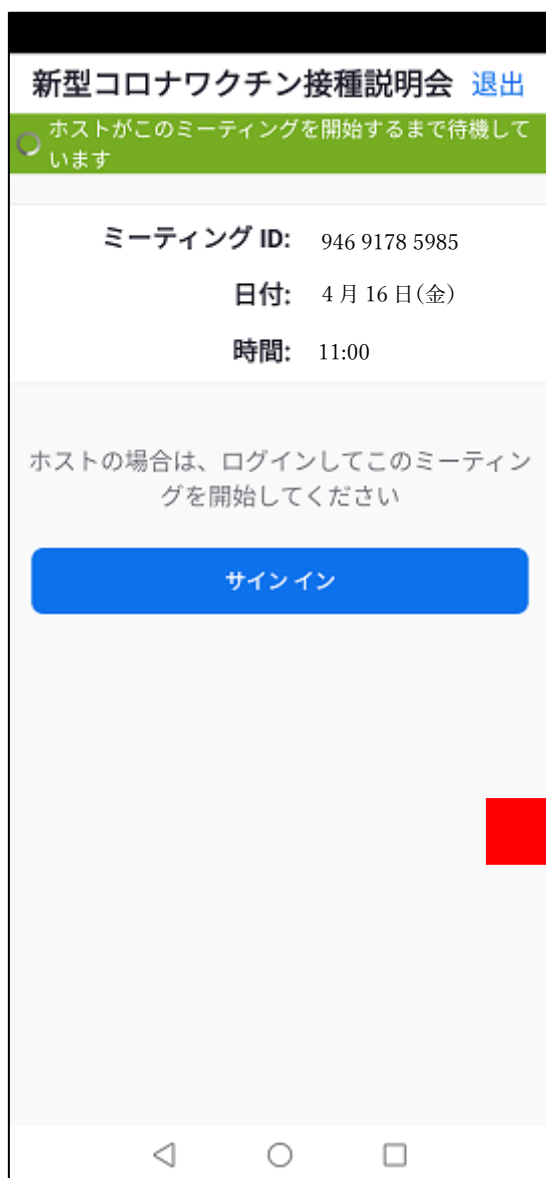 新型コロナワクチン接種説明会 退出
ホストがこのミーティングを開始するまで待機して
います
ミーティング ID: 946 9178 5985
日付: 4 月 16 日(金)
時間: 11:00
ホストの場合は、ログインしてこのミーティン
グを開始してください
サイン イン